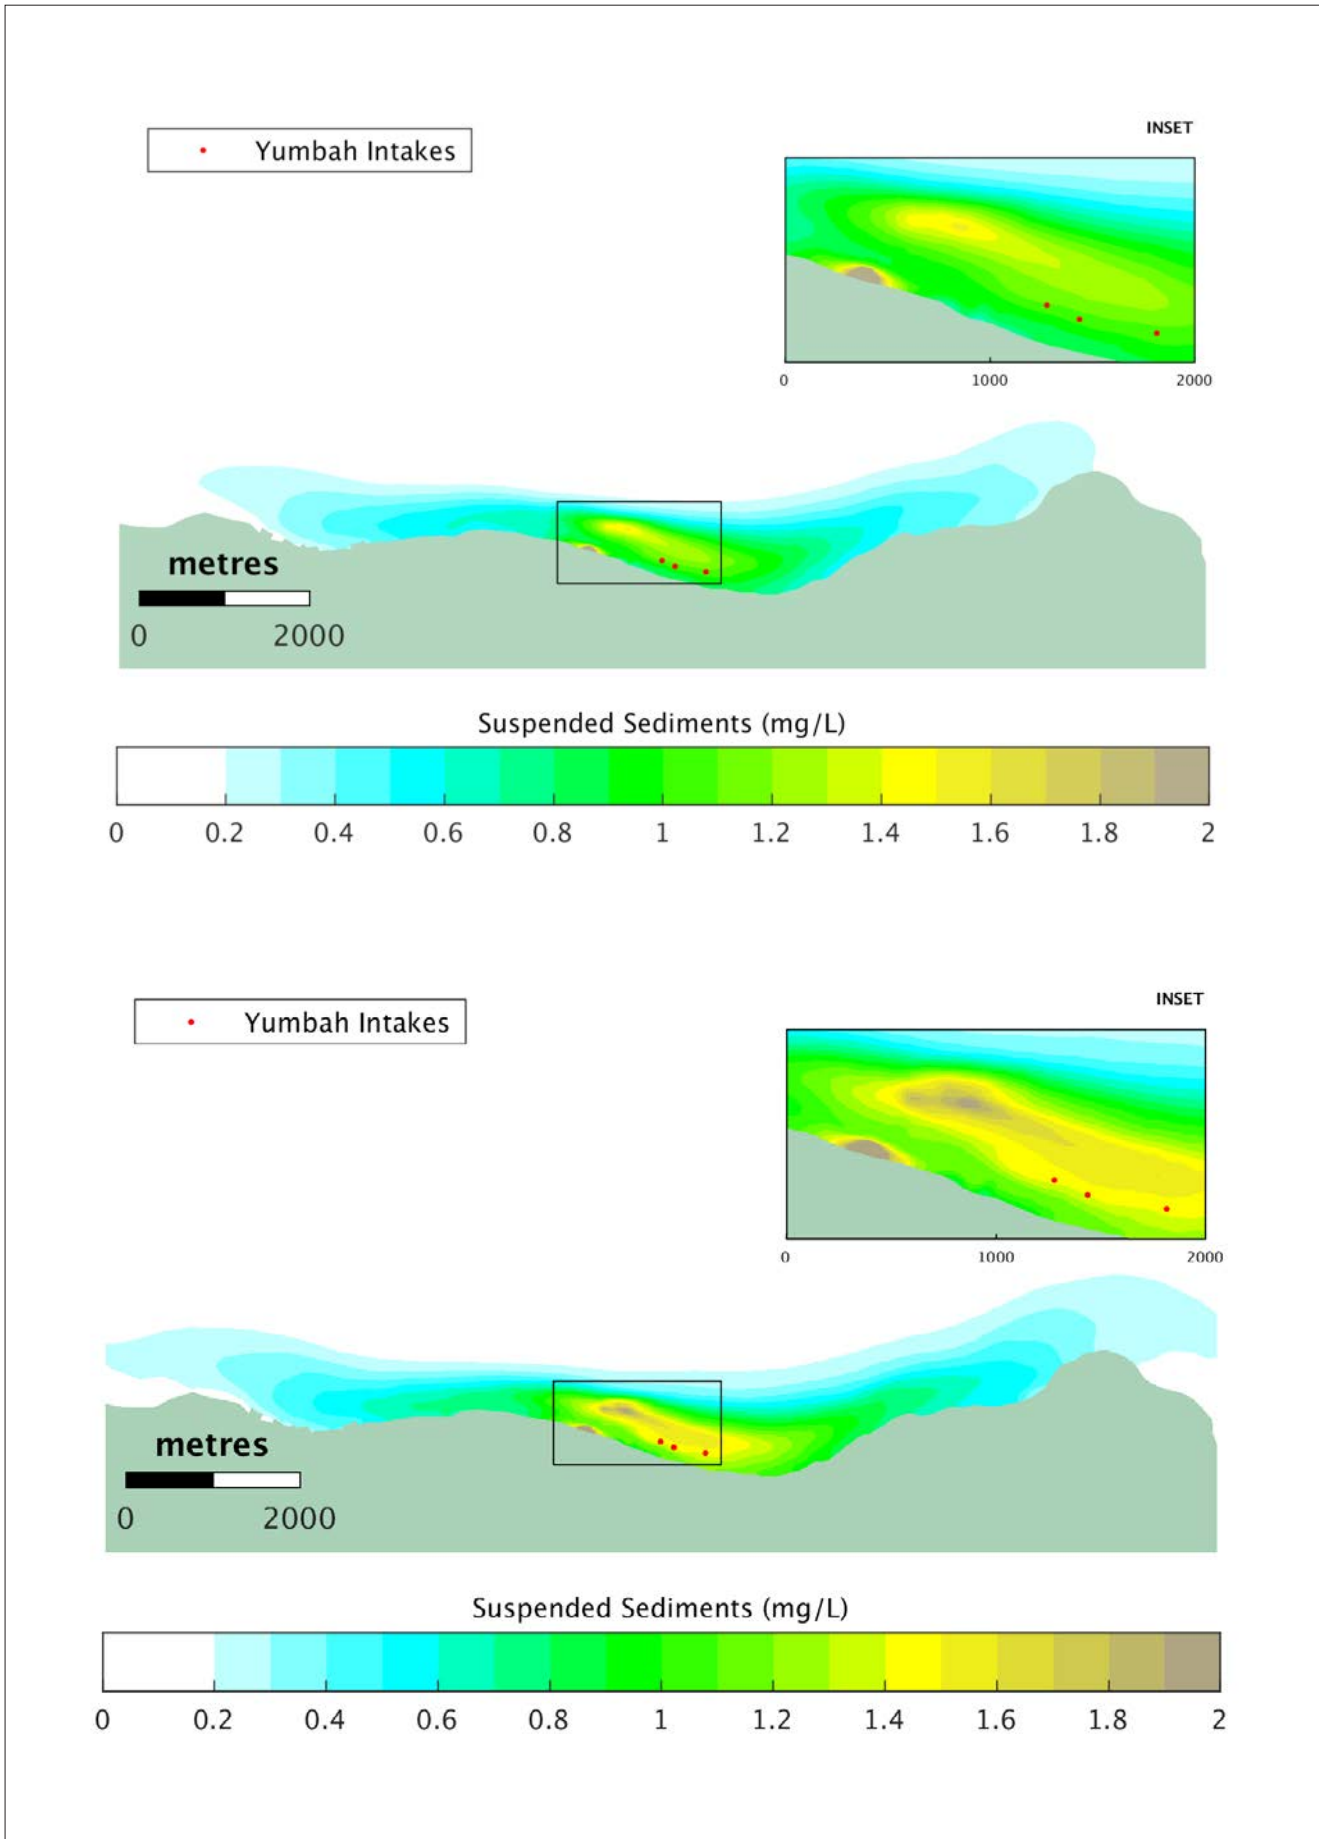 INSET
Yumbah Intakes
0 1000 2000
metres
0 2000
Suspended Sediments (mg/L)
0 0.2 0.4 0.6 0.8 1 1.2 1.4 1.6 1.8 2
INSET
Yumbah Intakes
0 1000 2000
metres
0 2000
Suspended Sediments (mg/L)
0 0.2 0.4 0.6 0.8 1 1.2 1.4 1.6 1.8 2